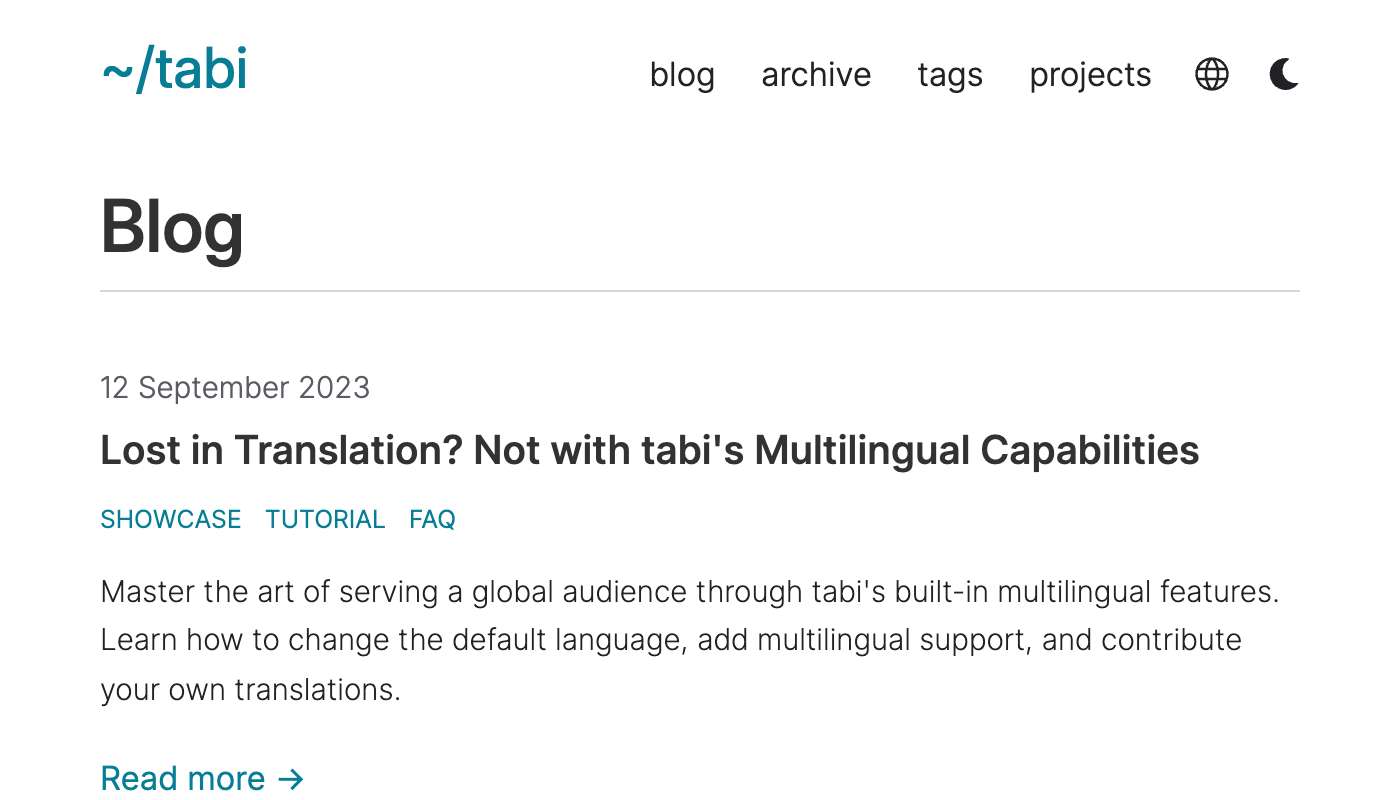 ~/tabi
blog archive tags projects
Blog
12 September 2023
Lost in Translation? Not with tabi's Multilingual Capabilities
SHOWCASE TUTORIAL FAQ
Master the art of serving a global audience through tabi's built-in multilingual features.
Learn how to change the default language, add multilingual support, and contribute
your own translations.
Read more →